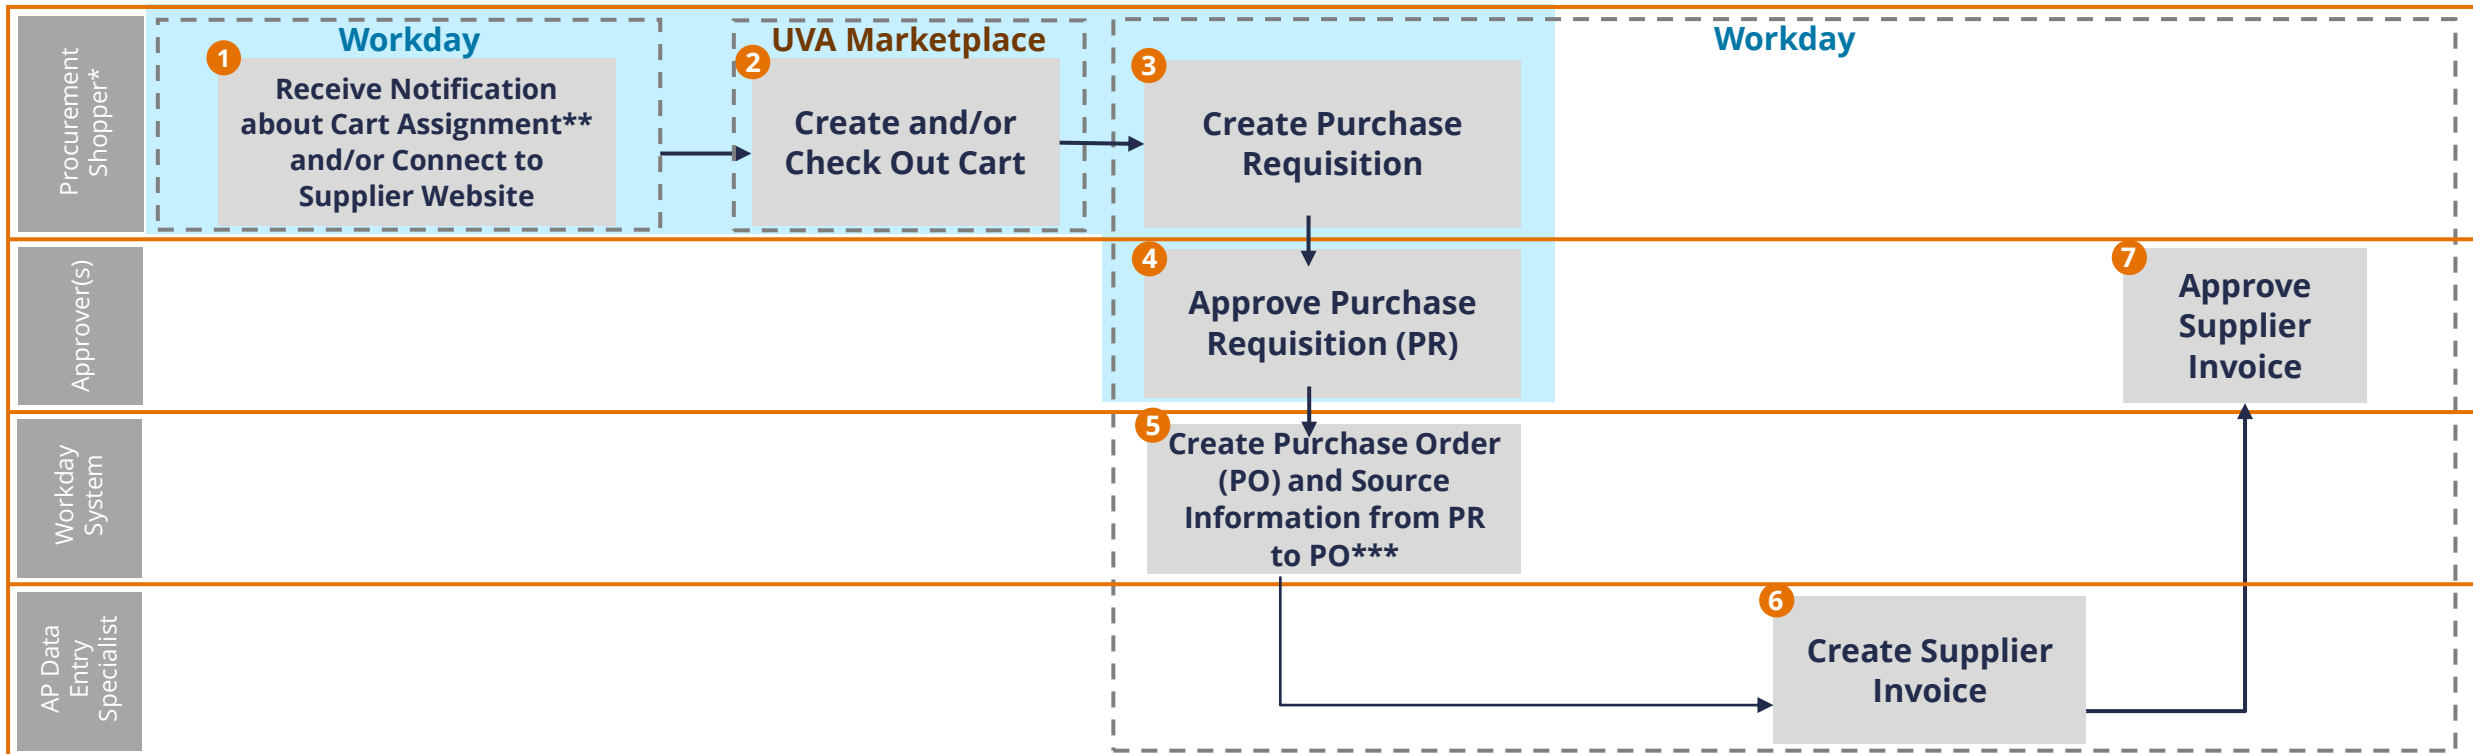 Procurement
Shopper*
Workday
1
Receive Notification
about Cart Assignment**
and/or Connect to
Supplier Website
UVA Marketplace
2
Create and/or
Check Out Cart
Workday
3
Create Purchase
Requisition
Approver(s)
4
Approve Purchase
Requisition (PR)
7
Approve
Supplier
Invoice
Workday
System
5
Create Purchase Order
(PO) and Source
Information from PR
to PO***
AP Data
Entry
Specialist
6
Create Supplier
Invoice